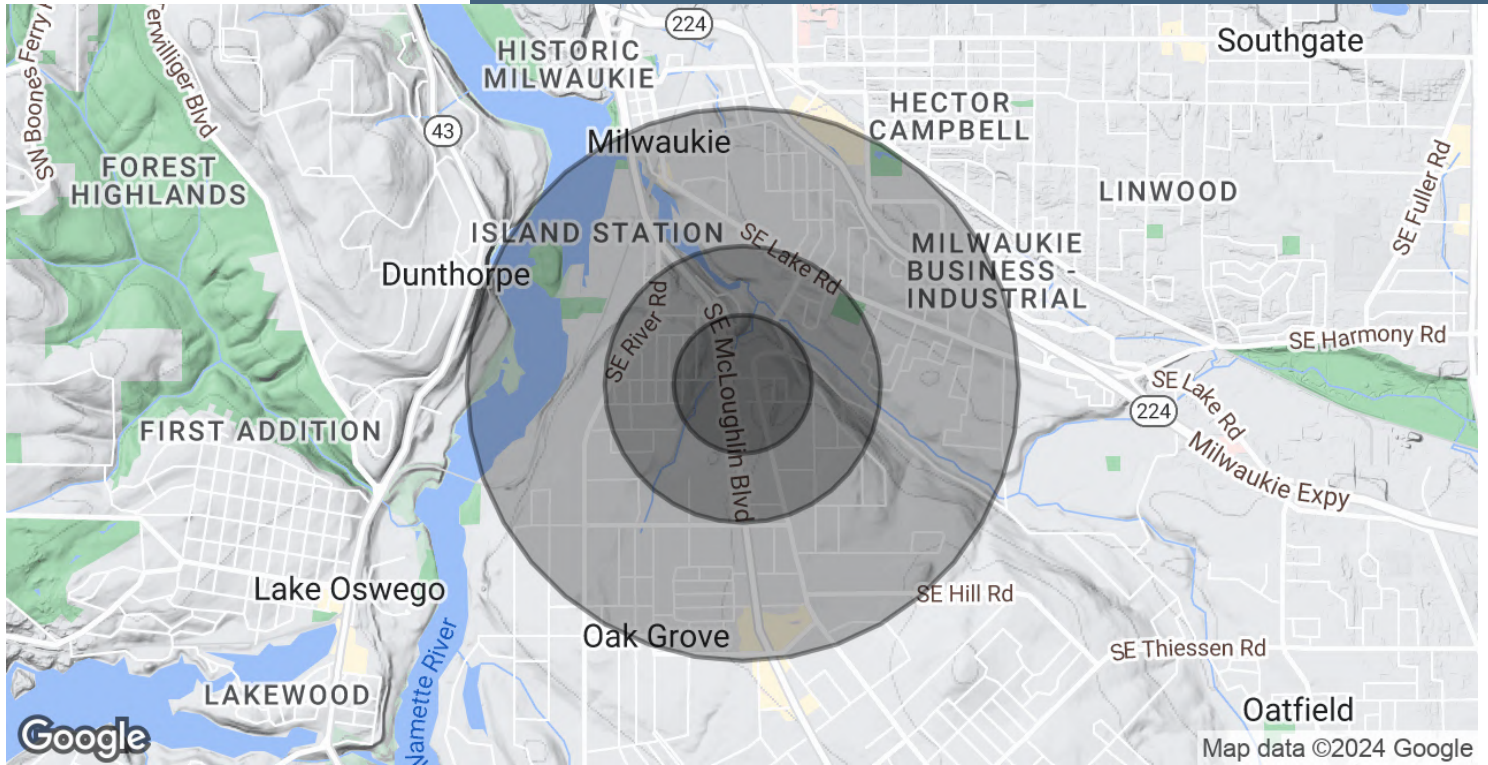 224
Southgate
HISTORIC
MILWAUKIE
SW Boones Ferry
erwilliger Blvd
43
HECTOR
CAMPBELL
Milwaukie
FOREST
HIGHLANDS
LINWOOD
SE Fuller Rd
ISLAND STATION
SE Lake Rd
MILWAUKIE
BUSINESS -
INDUSTRIAL
Dunthorpe
SE River Rd
SE McLoughlin Blvd
SE Harmony Rd
SE Lake Rd
224
FIRST ADDITION
Milwaukie Expy
Lake Oswego
SE Hill Rd
Oak Grove
SE Thiessen Rd
LAKEWOOD
Namette River
Oatfield
Google
Map data ©2024 Google